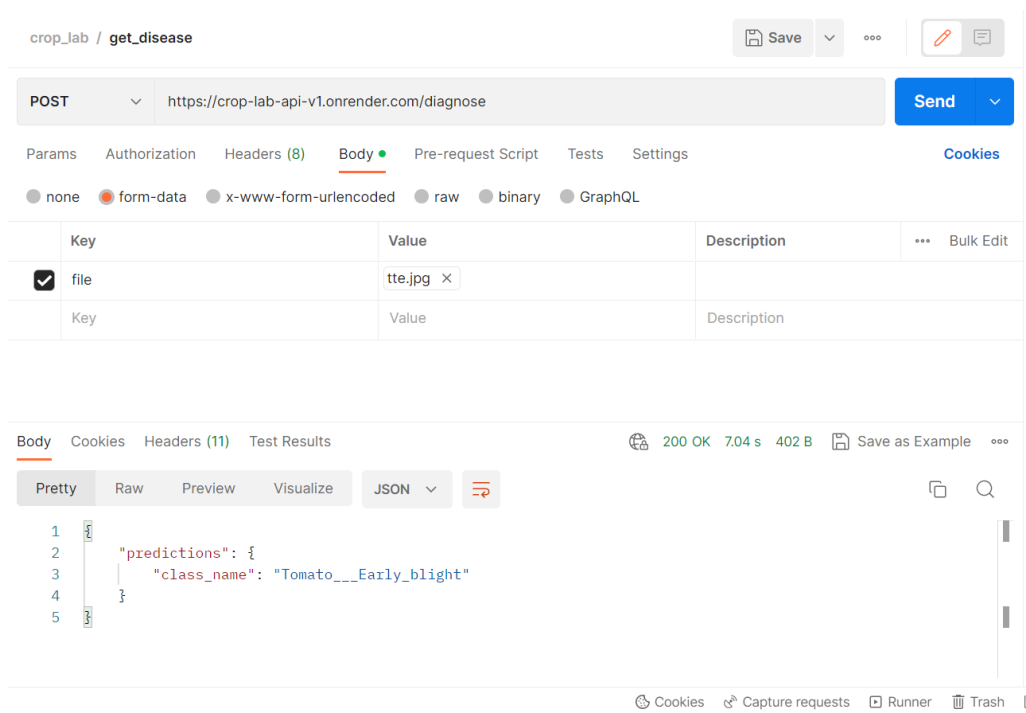 crop_lab / get_disease Save
POST https://crop-lab-api-v1.onrender.com/diagnose Send
Params Authorization Headers (8) Body Pre-request Script Tests Settings Cookies
none form-data x-www-form-urlencoded raw binary GraphQL
Key Value Description Bulk Edit
file tte.jpg
Key Value Description
Body Cookies Headers (11) Test Results 200 OK 7.04 s 402 B Save as Example
Pretty Raw Preview Visualize JSON
1 {
2 "predictions": {
3 "class_name": "Tomato___Early_blight"
4 }
5 }
Cookies Capture requests Runner Trash